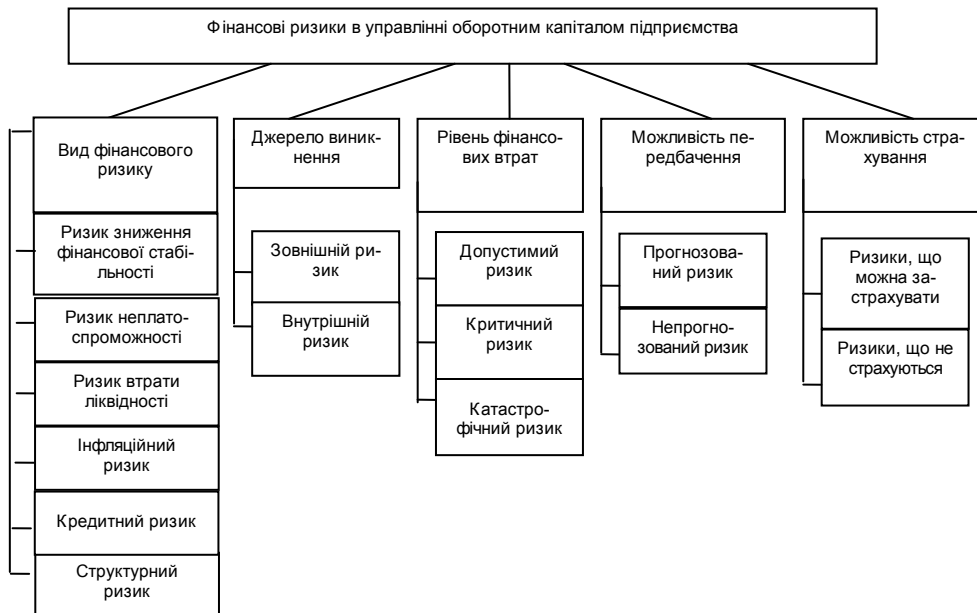 Фінансові ризики в управлінні оборотним капіталом підприємства
Вид фінансового
ризику
Ризик зниження
фінансової стабі-
льності
Ризик неплато-
спроможності
Ризик втрати
ліквідності
Інфляційний
ризик
Кредитний ризик
Структурний
ризик
Джерело виник-
нення
Зовнішній ри-
зик
Внутрішній
ризик
Рівень фінансо-
вих втрат
Допустимий
ризик
Критичний
ризик
Катастро-
фічний ризик
Можливість пе-
редбачення
Прогнозова-
ний ризик
Непрогно-
зований ризик
Можливість стра-
хування
Ризики, що
можна за-
страхувати
Ризики, що не
страхуються